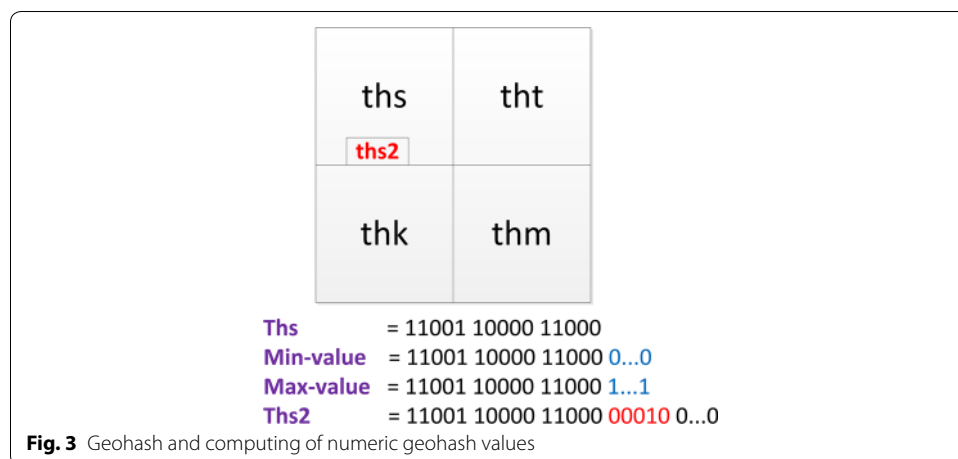 ths tht
ths2
thk thm
Ths = 11001 10000 11000
Min-value = 11001 10000 11000 0...0
Max-value = 11001 10000 11000 1...1
Ths2 = 11001 10000 11000 00010 0...0
Fig. 3 Geohash and computing of numeric geohash values